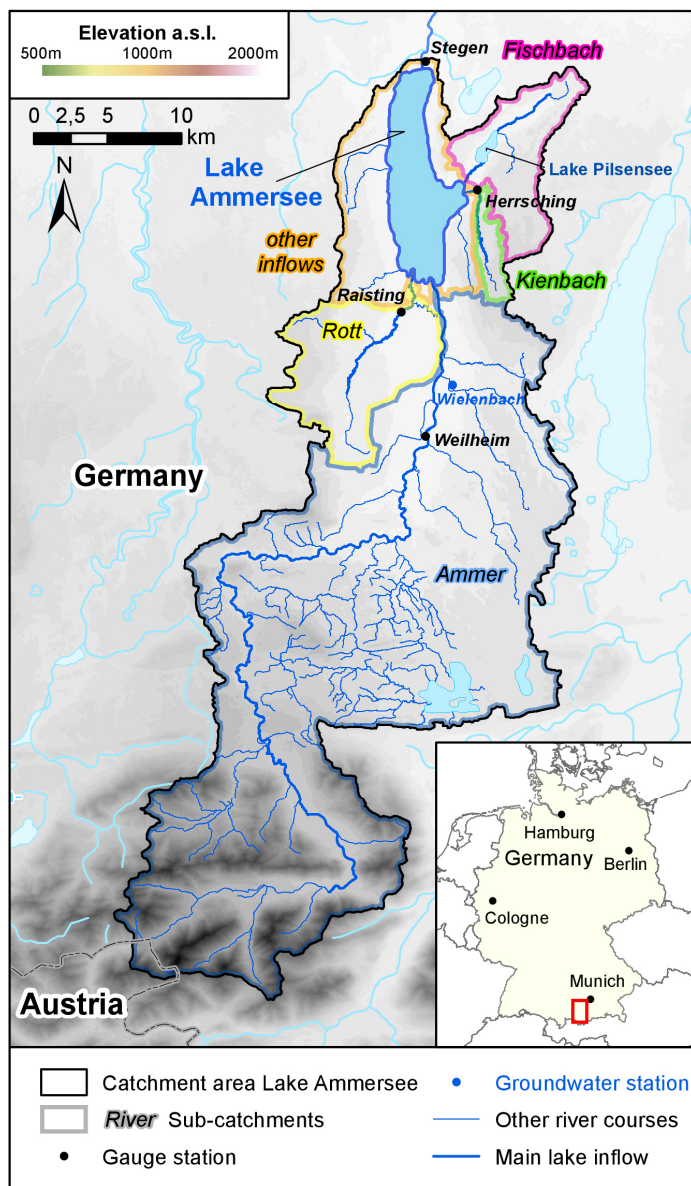 Elevation a.s.l.
500m 1000m 2000m
0 2,5 5 10
km
N
Stegen
Fischbach
Lake
Ammersee
Lake Pilsensee
Herrsching
other
inflows
Kienbach
Raisting
Rott
Wielenbach
Weilheim
Germany
Ammer
Austria
Hamburg
Germany
Berlin
Cologne
Munich
Catchment area Lake Ammersee
Groundwater station
River Sub-catchments
Other river courses
Gauge station
Main lake inflow